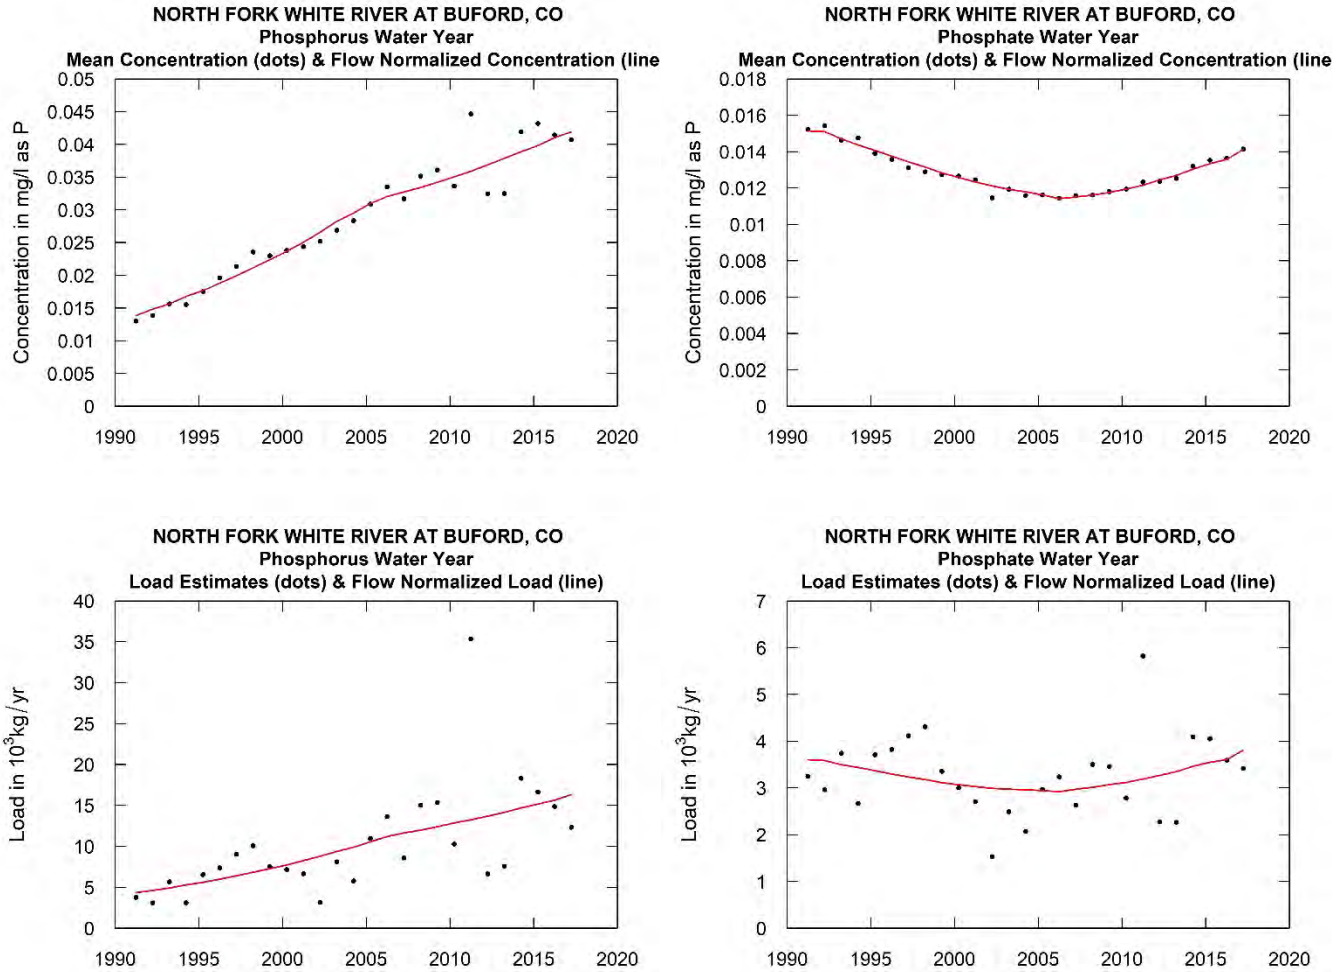 NORTH FORK WHITE RIVER AT BUFORD, CO
Phosphorus Water Year
Mean Concentration (dots) & Flow Normalized Concentration (line
0.05
0.045
0.04
0.035
0.03
0.025
0.02
0.015
0.01
0.005
0
Concentration in mg/l as P
1990 1995 2000 2005 2010 2015 2020
NORTH FORK WHITE RIVER AT BUFORD, CO
Phosphate Water Year
Mean Concentration (dots) & Flow Normalized Concentration (line
0.018
0.016
0.014
0.012
0.01
0.008
0.006
0.004
0.002
0
Concentration in mg/l as P
1990 1995 2000 2005 2010 2015 2020
NORTH FORK WHITE RIVER AT BUFORD, CO
Phosphorus Water Year
Load Estimates (dots) & Flow Normalized Load (line)
40
35
30
25
20
15
10
5
0
Load in 10³kg/yr
1990 1995 2000 2005 2010 2015 2020
NORTH FORK WHITE RIVER AT BUFORD, CO
Phosphate Water Year
Load Estimates (dots) & Flow Normalized Load (line)
7
6
5
4
3
2
1
0
Load in 10³kg/yr
1990 1995 2000 2005 2010 2015 2020